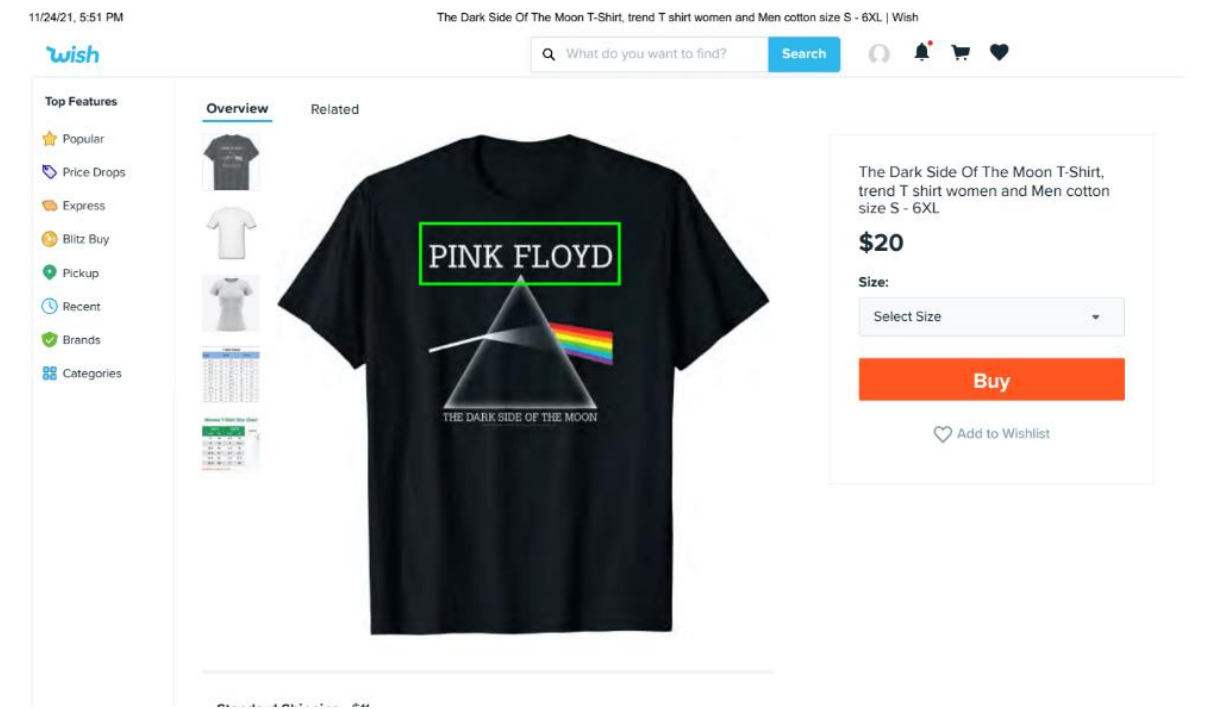 11/24/21, 5:51 PM
The Dark Side Of The Moon T-Shirt, trend T shirt women and Men cotton size S - 6XL | Wish
wish
What do you want to find?
Search
Top Features
Popular
Price Drops
Express
Blitz Buy
Pickup
Recent
Brands
Categories
Overview
Related
PINK FLOYD
THE DARK SIDE OF THE MOON
The Dark Side Of The Moon T-Shirt,
trend T shirt women and Men cotton
size S - 6XL
$20
Size:
Select Size
Buy
Add to Wishlist